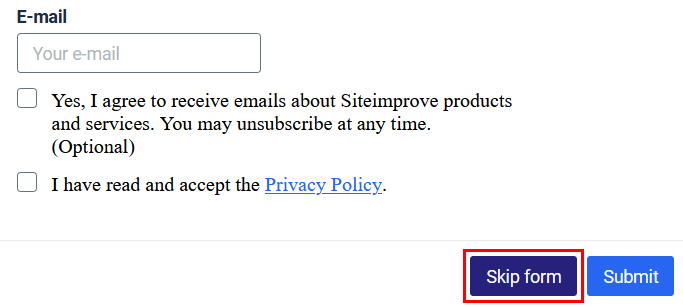 E-mail
Your e-mail
Yes, I agree to receive emails about Siteimprove products
and services. You may unsubscribe at any time.
(Optional)
I have read and accept the Privacy Policy.
Skip form
Submit